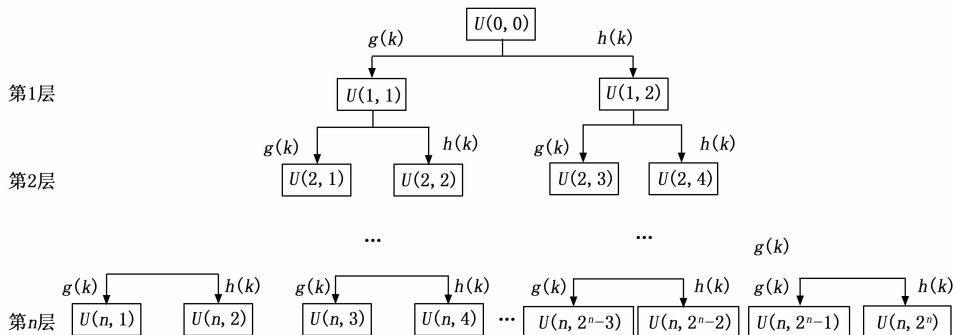 U(0, 0)
g(k) h(k)
第1层 U(1, 1) U(1, 2)
g(k) h(k) g(k) h(k)
第2层 U(2, 1) U(2, 2) U(2, 3) U(2, 4)
... ...
g(k)
g(k) h(k) g(k) h(k) g(k) h(k) g(k) h(k)
第n层 U(n, 1) U(n, 2) U(n, 3) U(n, 4) ... U(n, 2ⁿ−3) U(n, 2ⁿ−2) U(n, 2ⁿ−1) U(n, 2ⁿ)